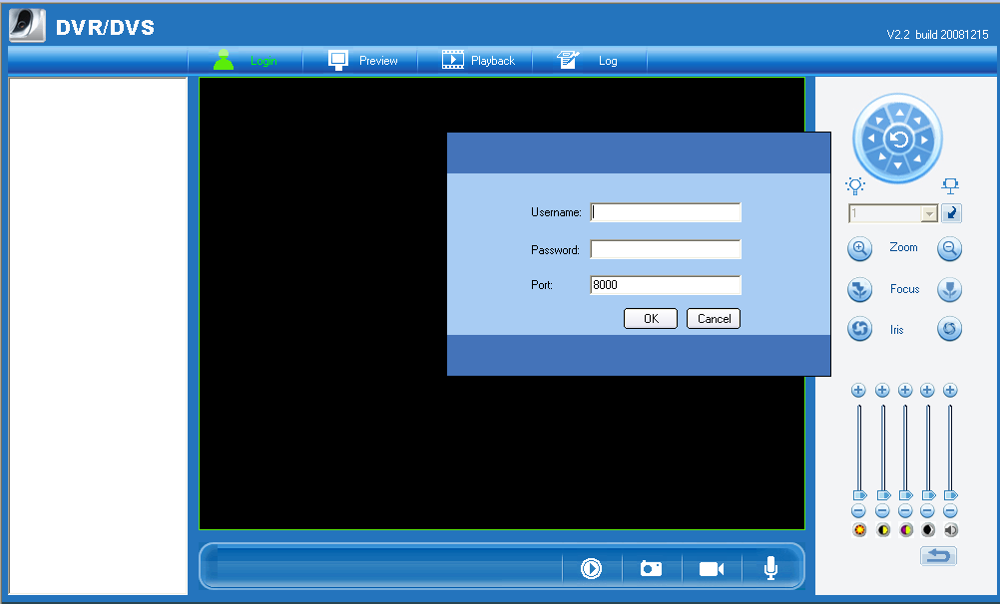 DVR/DVS
V2.2 build 20081215
Login Preview Playback Log
Username:
Password:
Port: 8000
OK Cancel
1
Zoom
Focus
Iris